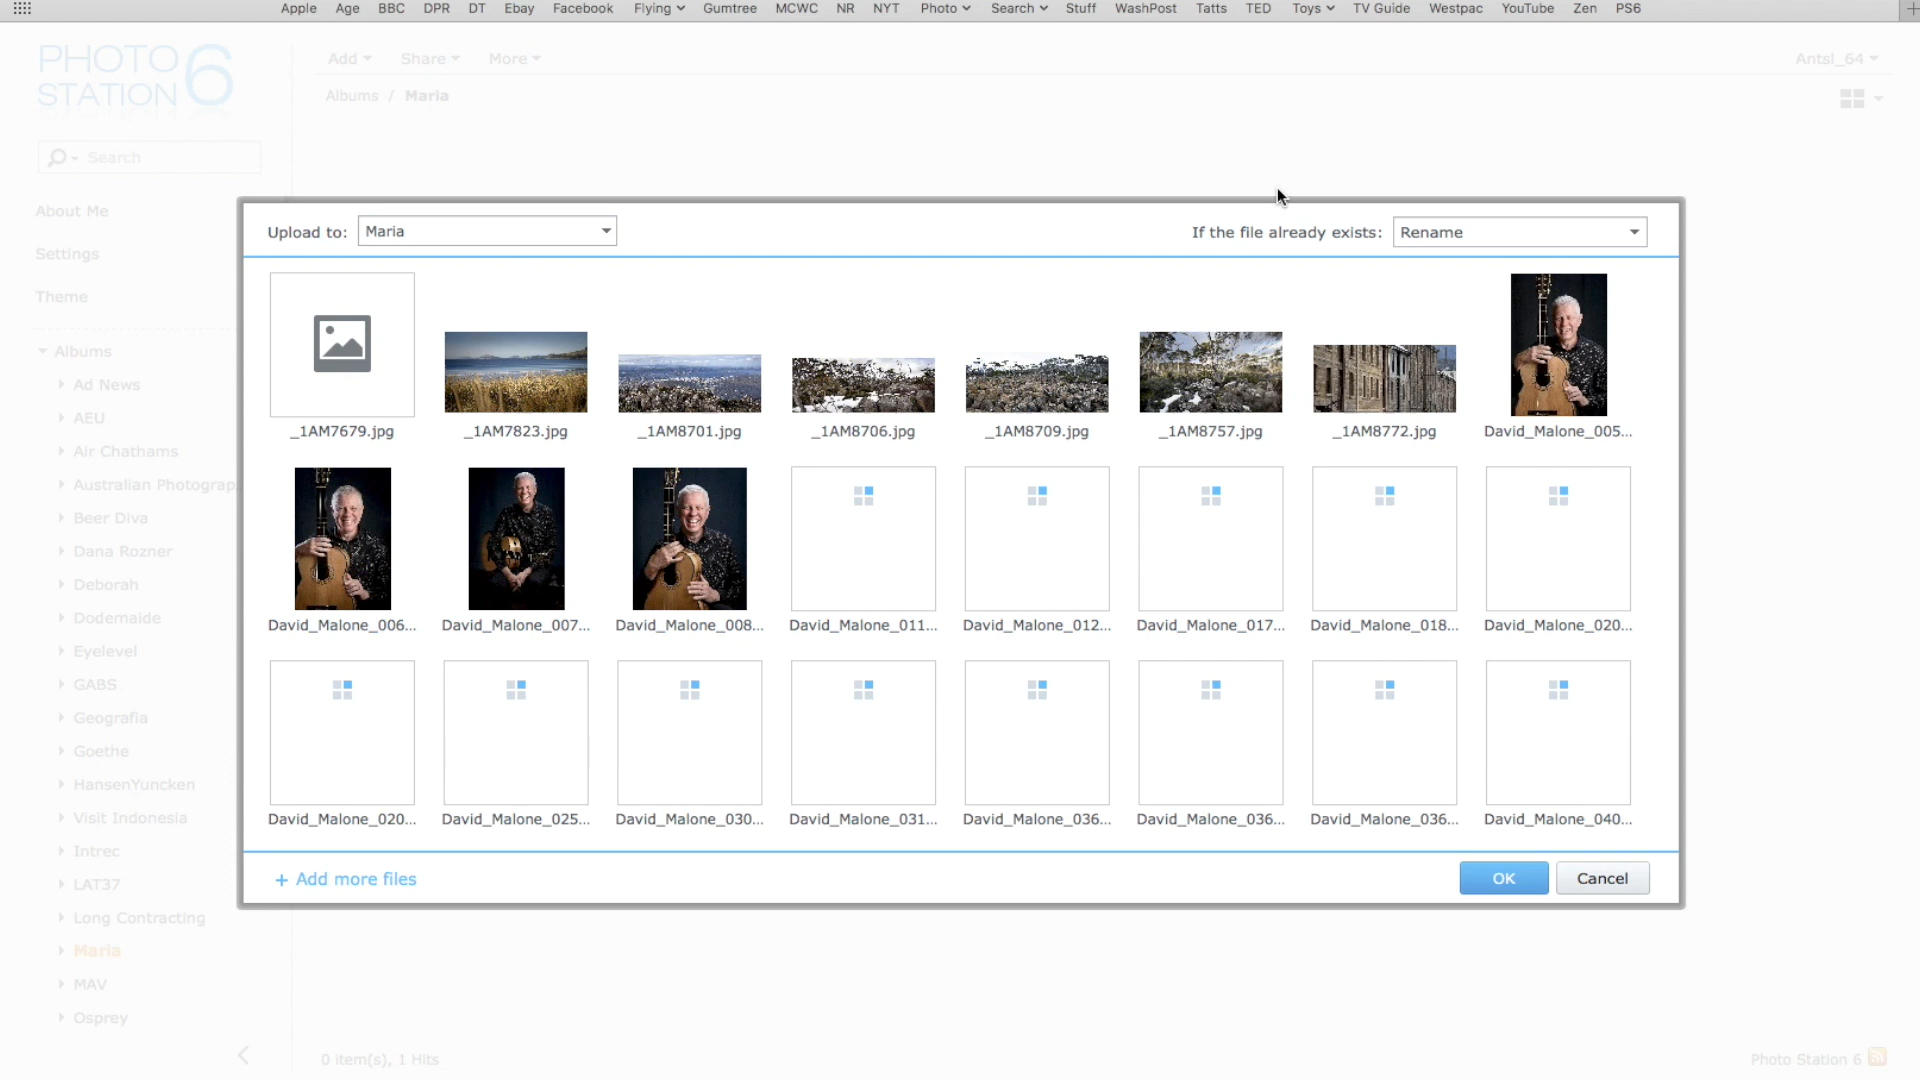 Apple Age BBC DPR DT Ebay Facebook Flying Gumtree MCWC NR NYT Photo Search Stuff WashPost Tatts TED Toys TV Guide Westpac YouTube Zen PS6
PHOTO STATION 6
Add Share More Antsl_64
Albums / Maria
Search
About Me
Settings
Theme
Albums
Ad News
AEU
Air Chathams
Australian Photograp...
Beer Diva
Dana Rozner
Deborah
Dodemaide
Eyelevel
GABS
Geografia
Goethe
HansenYuncken
Visit Indonesia
Intrec
LAT37
Long Contracting
Maria
MAV
Osprey
Upload to: Maria If the file already exists: Rename
_1AM7679.jpg _1AM7823.jpg _1AM8701.jpg _1AM8706.jpg _1AM8709.jpg _1AM8757.jpg _1AM8772.jpg David_Malone_005...
David_Malone_006... David_Malone_007... David_Malone_008... David_Malone_011... David_Malone_012... David_Malone_017... David_Malone_018... David_Malone_020...
David_Malone_020... David_Malone_025... David_Malone_030... David_Malone_031... David_Malone_036... David_Malone_036... David_Malone_036... David_Malone_040...
+ Add more files OK Cancel
0 item(s), 1 Hits Photo Station 6